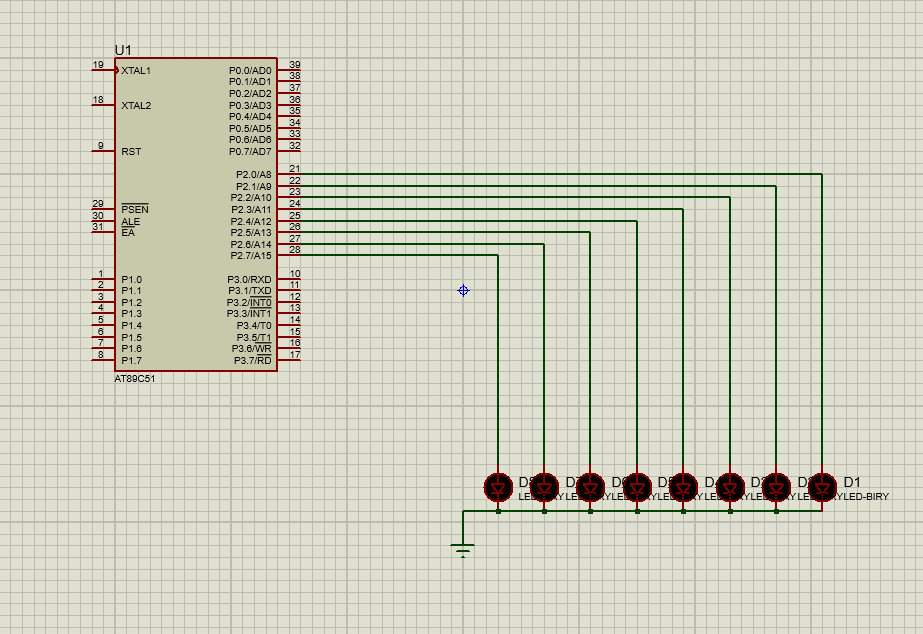 U1
19 XTAL1
18 XTAL2
9 RST
29 PSEN
30 ALE
31 EA
1 P1.0
2 P1.1
3 P1.2
4 P1.3
5 P1.4
6 P1.5
7 P1.6
8 P1.7
P0.0/AD0 39
P0.1/AD1 38
P0.2/AD2 37
P0.3/AD3 36
P0.4/AD4 35
P0.5/AD5 34
P0.6/AD6 33
P0.7/AD7 32
P2.0/A8 21
P2.1/A9 22
P2.2/A10 23
P2.3/A11 24
P2.4/A12 25
P2.5/A13 26
P2.6/A14 27
P2.7/A15 28
P3.0/RXD 10
P3.1/TXD 11
P3.2/INT0 12
P3.3/INT1 13
P3.4/T0 14
P3.5/T1 15
P3.6/WR 16
P3.7/RD 17
AT89C51
D1
LED-BIRY